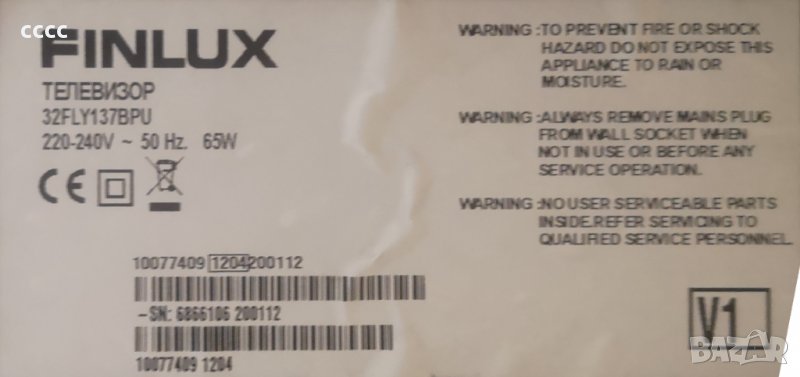 cccc
FINLUX
ТЕЛЕВИЗОР
32FLY137BPU
220-240V ~ 50 Hz. 65W
CE
10077409 1204 200112
-SN: 6866106 200112
10077409 1204
WARNING :TO PREVENT FIRE OR SHOCK
HAZARD DO NOT EXPOSE THIS
APPLIANCE TO RAIN OR
MOISTURE.
WARNING :ALWAYS REMOVE MAINS PLUG
FROM WALL SOCKET WHEN
NOT IN USE OR BEFORE ANY
SERVICE OPERATION.
WARNING :NO USER SERVICEABLE PARTS
INSIDE.REFER SERVICING TO
QUALIFIED SERVICE PERSONNEL.
V1
BAZAR